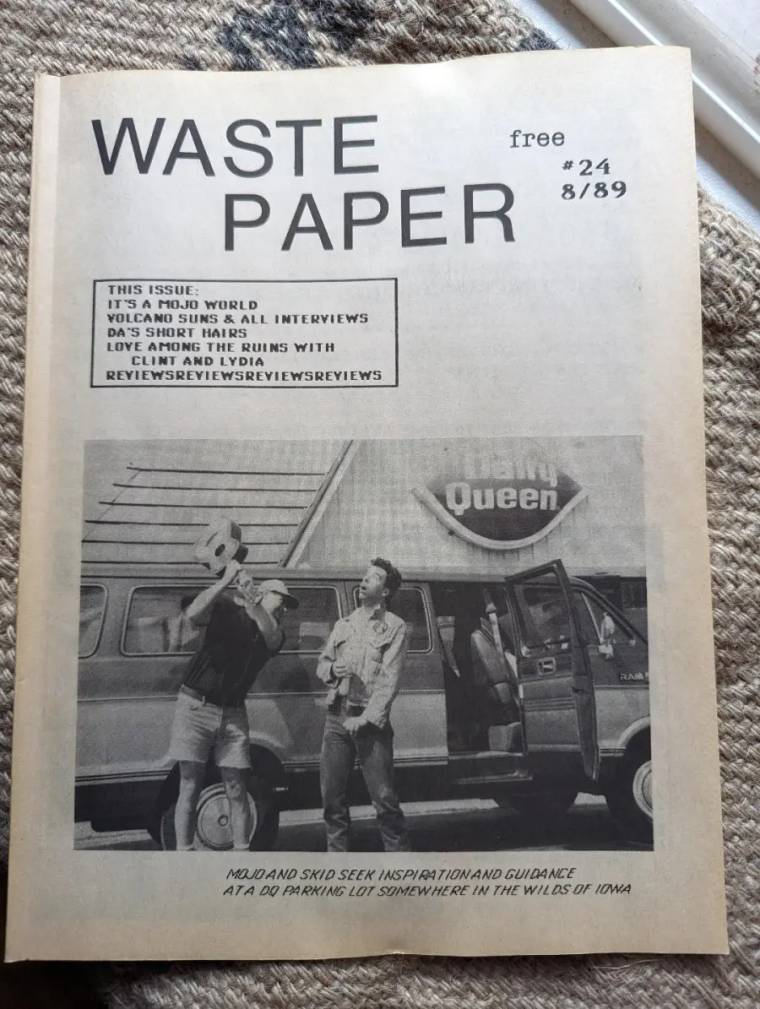 WASTE
PAPER
free
#24
8/89
THIS ISSUE:
IT'S A MOJO WORLD
VOLCANO SUNS & ALL INTERVIEWS
DA'S SHORT HAIRS
LOVE AMONG THE RUINS WITH
CLINT AND LYDIA
REVIEWSREVIEWSREVIEWSREVIEWS
Dairy
Queen
RAM
MOJO AND SKID SEEK INSPIRATION AND GUIDANCE
AT A DQ PARKING LOT SOMEWHERE IN THE WILDS OF IOWA